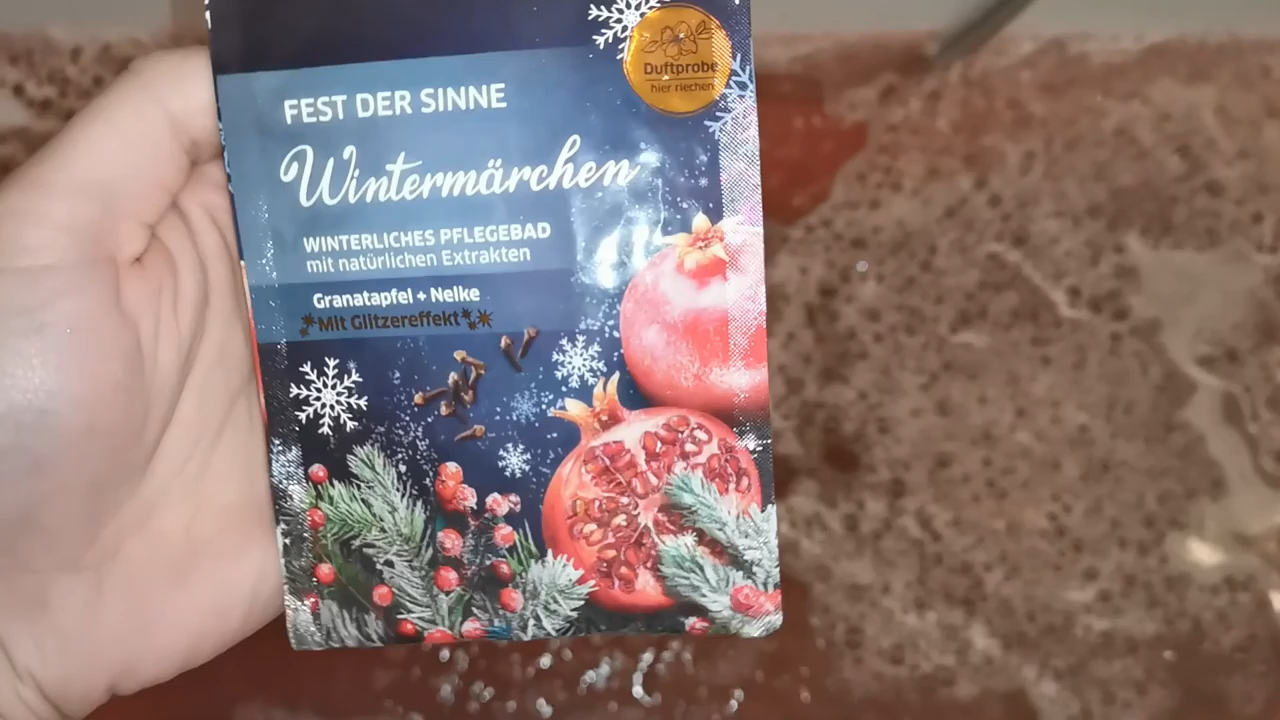 Duftprobe
hier riechen
FEST DER SINNE
Wintermärchen
WINTERLICHES PFLEGEBAD
mit natürlichen Extrakten
Granatapfel + Nelke
Mit Glitzereffekt